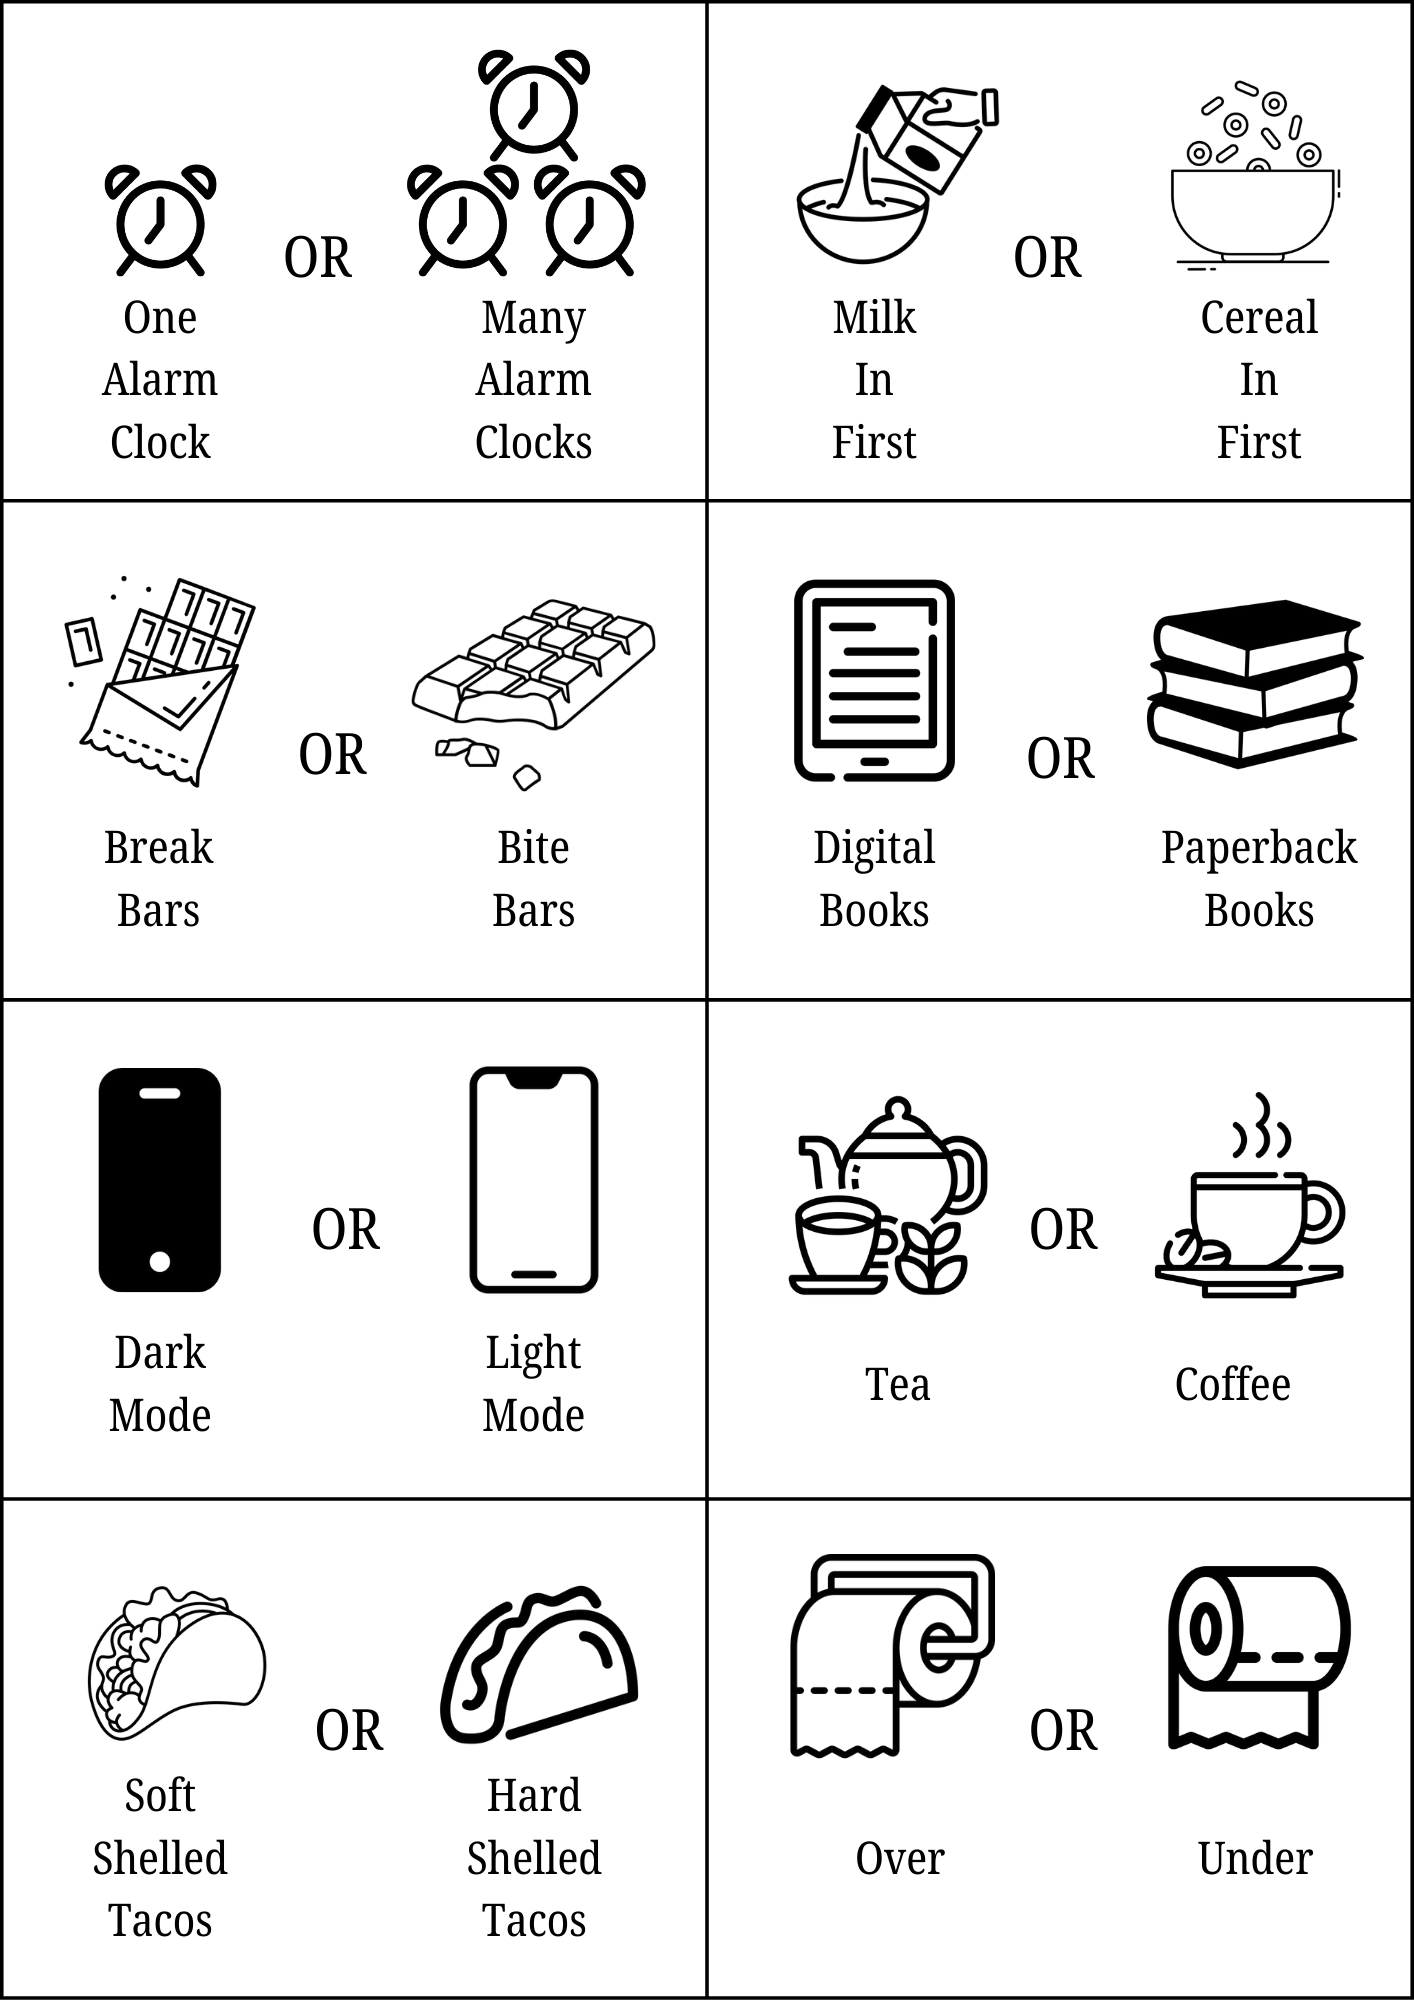 One
Alarm
Clock
OR
Many
Alarm
Clocks
Milk
In
First
OR
Cereal
In
First
Break
Bars
OR
Bite
Bars
Digital
Books
OR
Paperback
Books
Dark
Mode
OR
Light
Mode
Tea
OR
Coffee
Soft
Shelled
Tacos
OR
Hard
Shelled
Tacos
Over
OR
Under